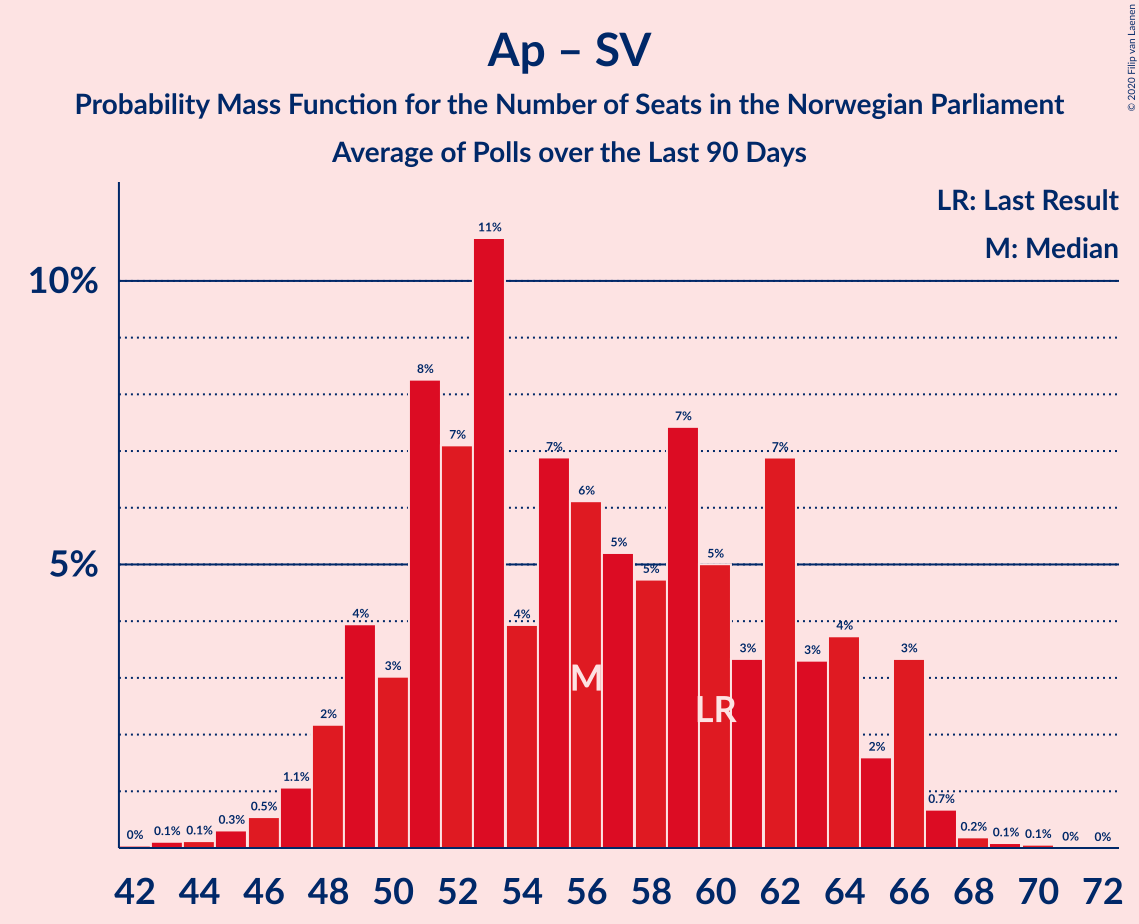 Ap – SV
Probability Mass Function for the Number of Seats in the Norwegian Parliament
Average of Polls over the Last 90 Days
© 2020 Filip van Laenen
LR: Last Result
M: Median
10%
5%
0% 0.1% 0.1% 0.3% 0.5% 1.1% 2% 4% 3% 8% 7% 11% 4% 7% 6% 5% 5% 7% 5% 3% 7% 3% 4% 2% 3% 0.7% 0.2% 0.1% 0.1% 0% 0%
M
LR
42 44 46 48 50 52 54 56 58 60 62 64 66 68 70 72